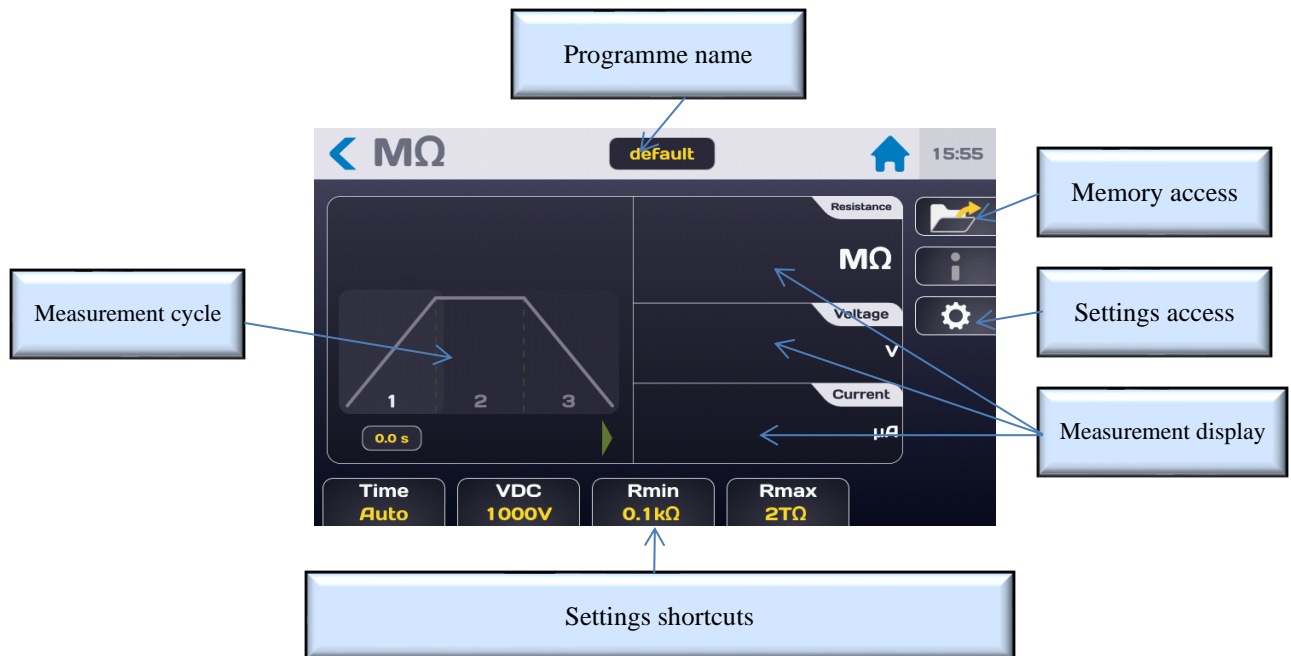 Programme name
MΩ
default
15:55
Memory access
Resistance
MΩ
Measurement cycle
Settings access
Voltage
V
1 2 3
Current
Measurement display
0.0 s
µA
Time
Auto
VDC
1000V
Rmin
0.1kΩ
Rmax
2TΩ
Settings shortcuts